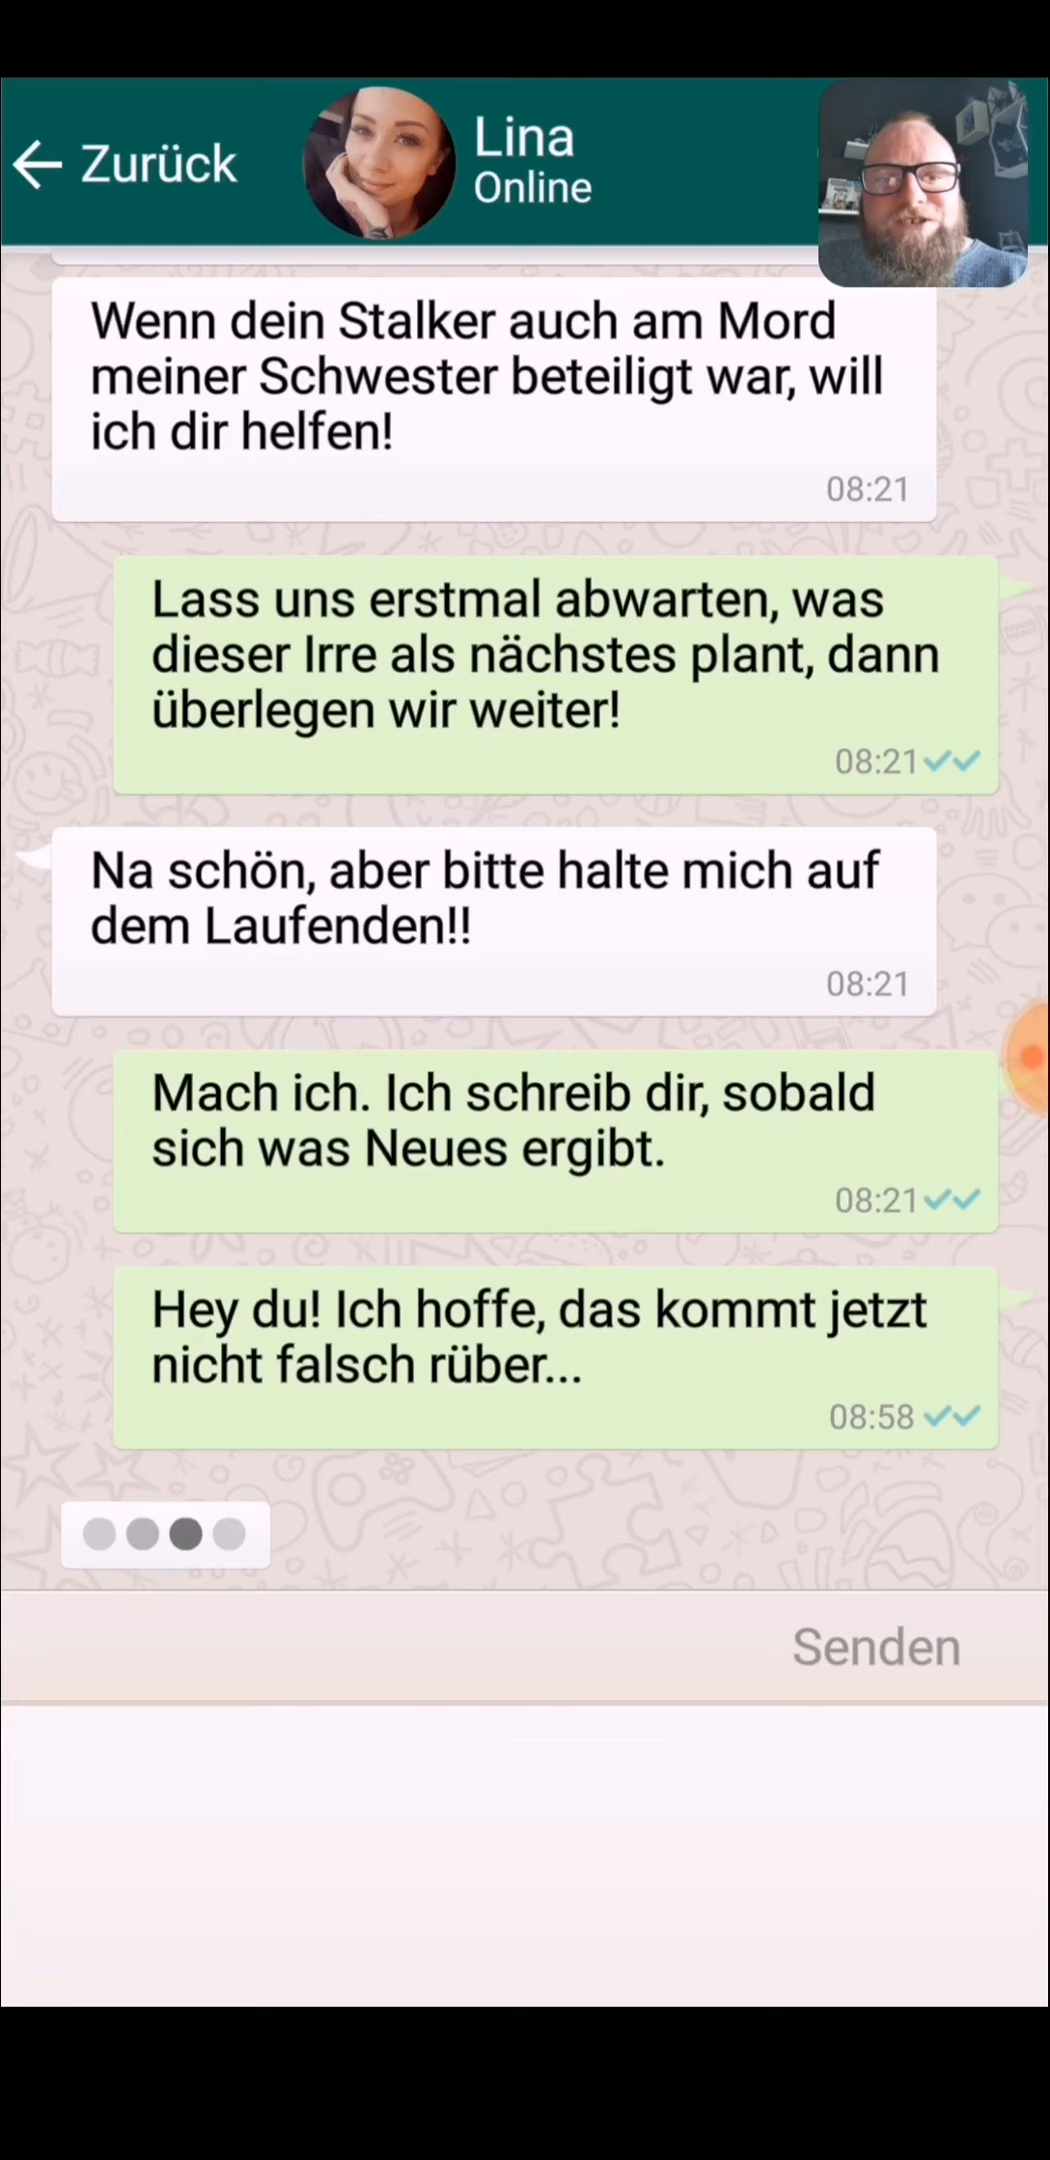 Zurück
Lina
Online
Wenn dein Stalker auch am Mord
meiner Schwester beteiligt war, will
ich dir helfen!
08:21
Lass uns erstmal abwarten, was
dieser Irre als nächstes plant, dann
überlegen wir weiter!
08:21
Na schön, aber bitte halte mich auf
dem Laufenden!!
08:21
Mach ich. Ich schreib dir, sobald
sich was Neues ergibt.
08:21
Hey du! Ich hoffe, das kommt jetzt
nicht falsch rüber...
08:58
Senden